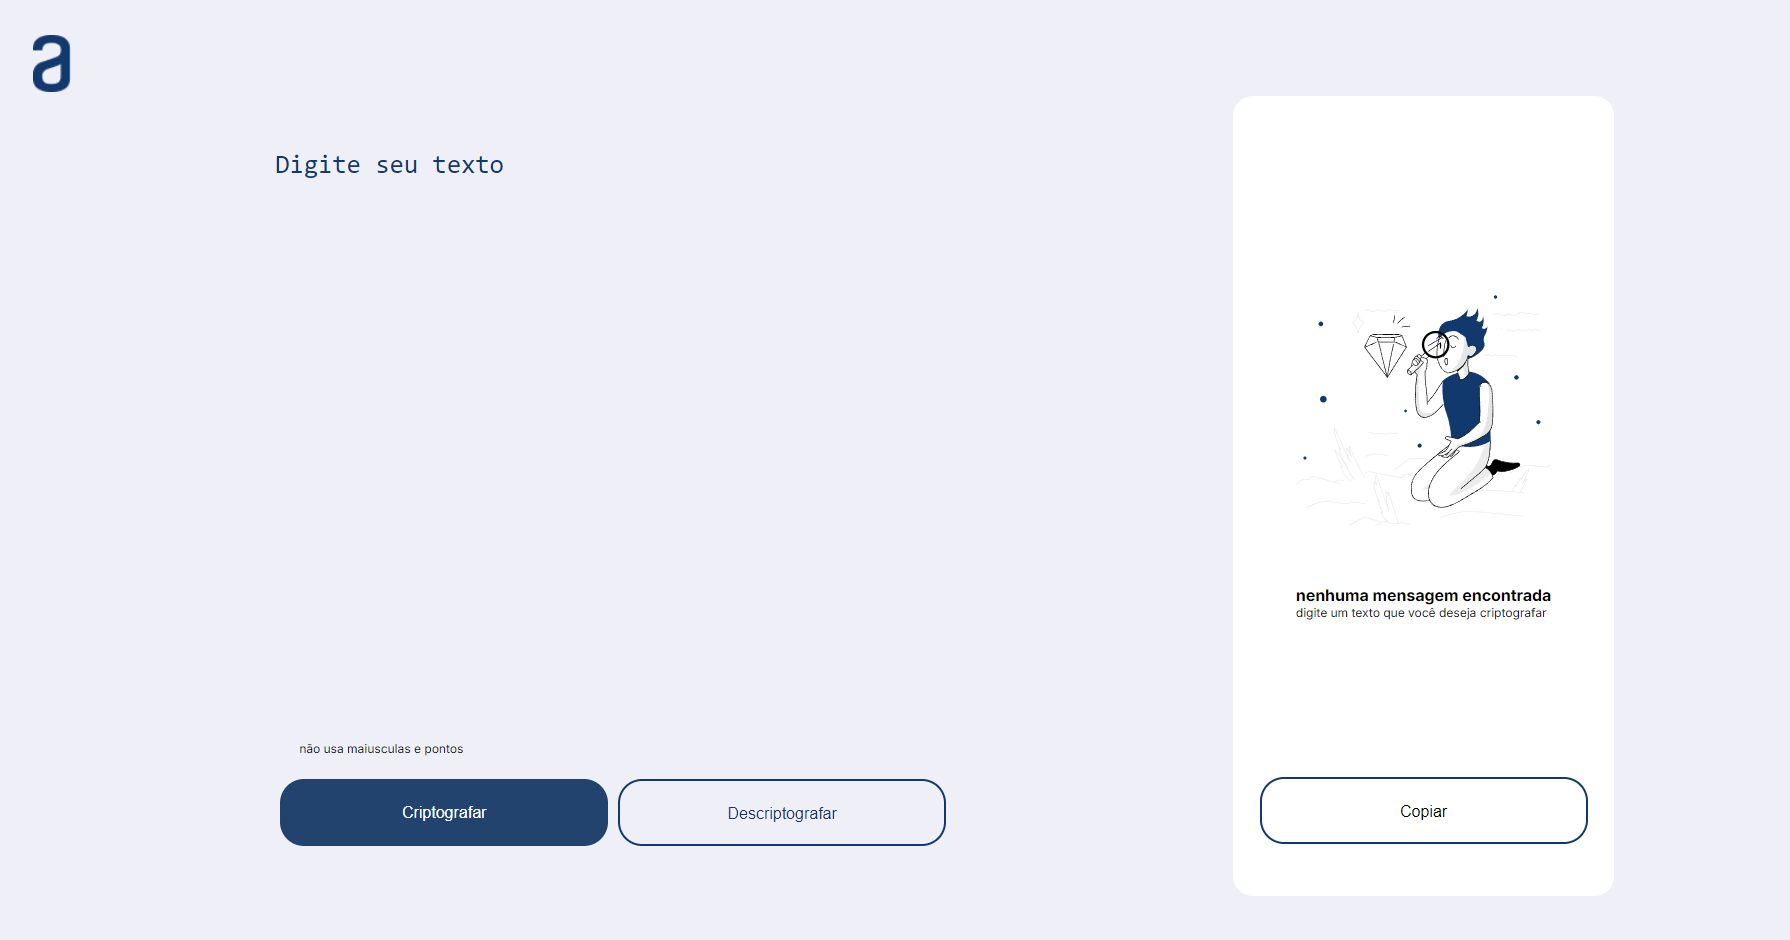 a
Digite seu texto
nenhuma mensagem encontrada
digite um texto que você deseja criptografar
não usa maiusculas e pontos
Criptografar
Descriptografar
Copiar